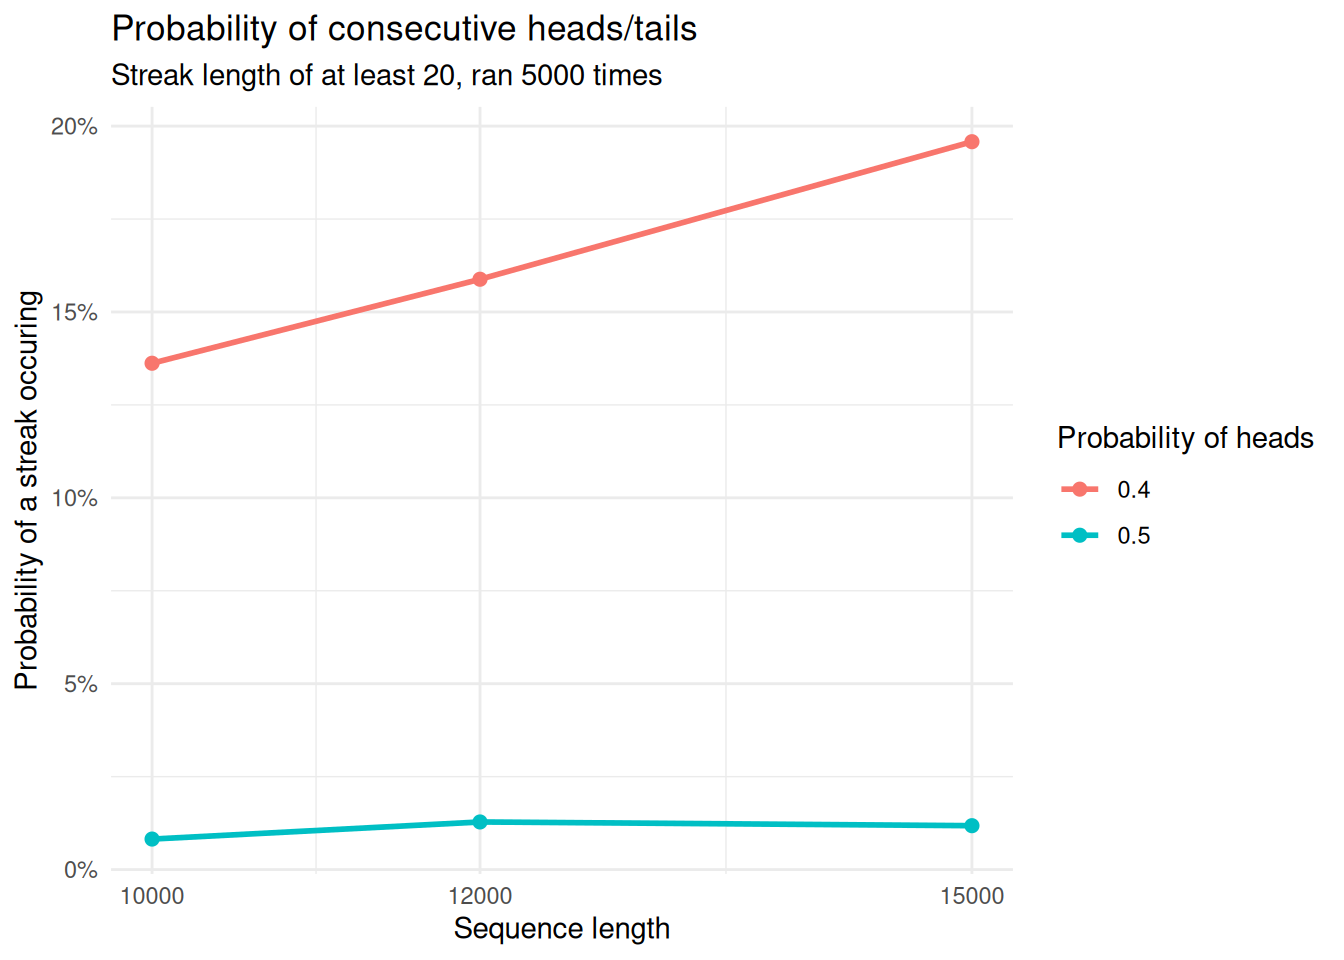 Probability of consecutive heads/tails
Streak length of at least 20, ran 5000 times
Probability of a streak occuring
20%
15%
10%
5%
0%
10000
12000
15000
Sequence length
Probability of heads
0.4
0.5